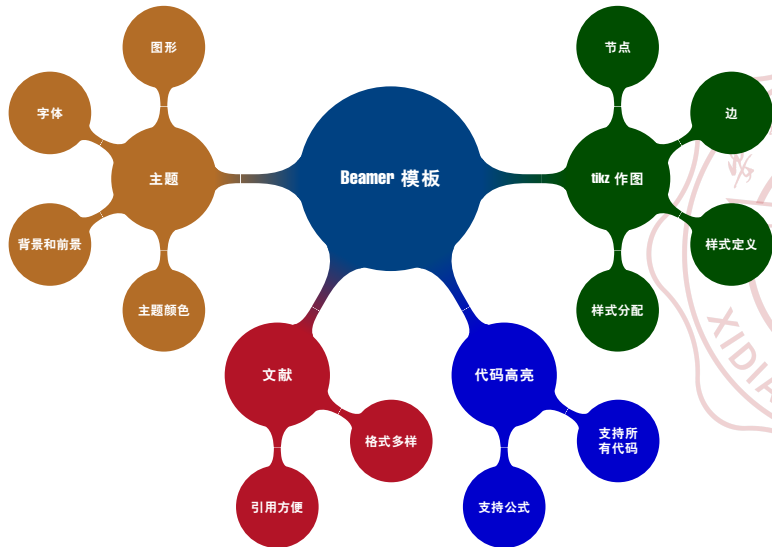 图形
节点
字体
边
主题
Beamer 模板
tikz 作图
背景和前景
样式定义
主题颜色
样式分配
文献
代码高亮
格式多样
支持所
有代码
引用方便
支持公式
XIDIA